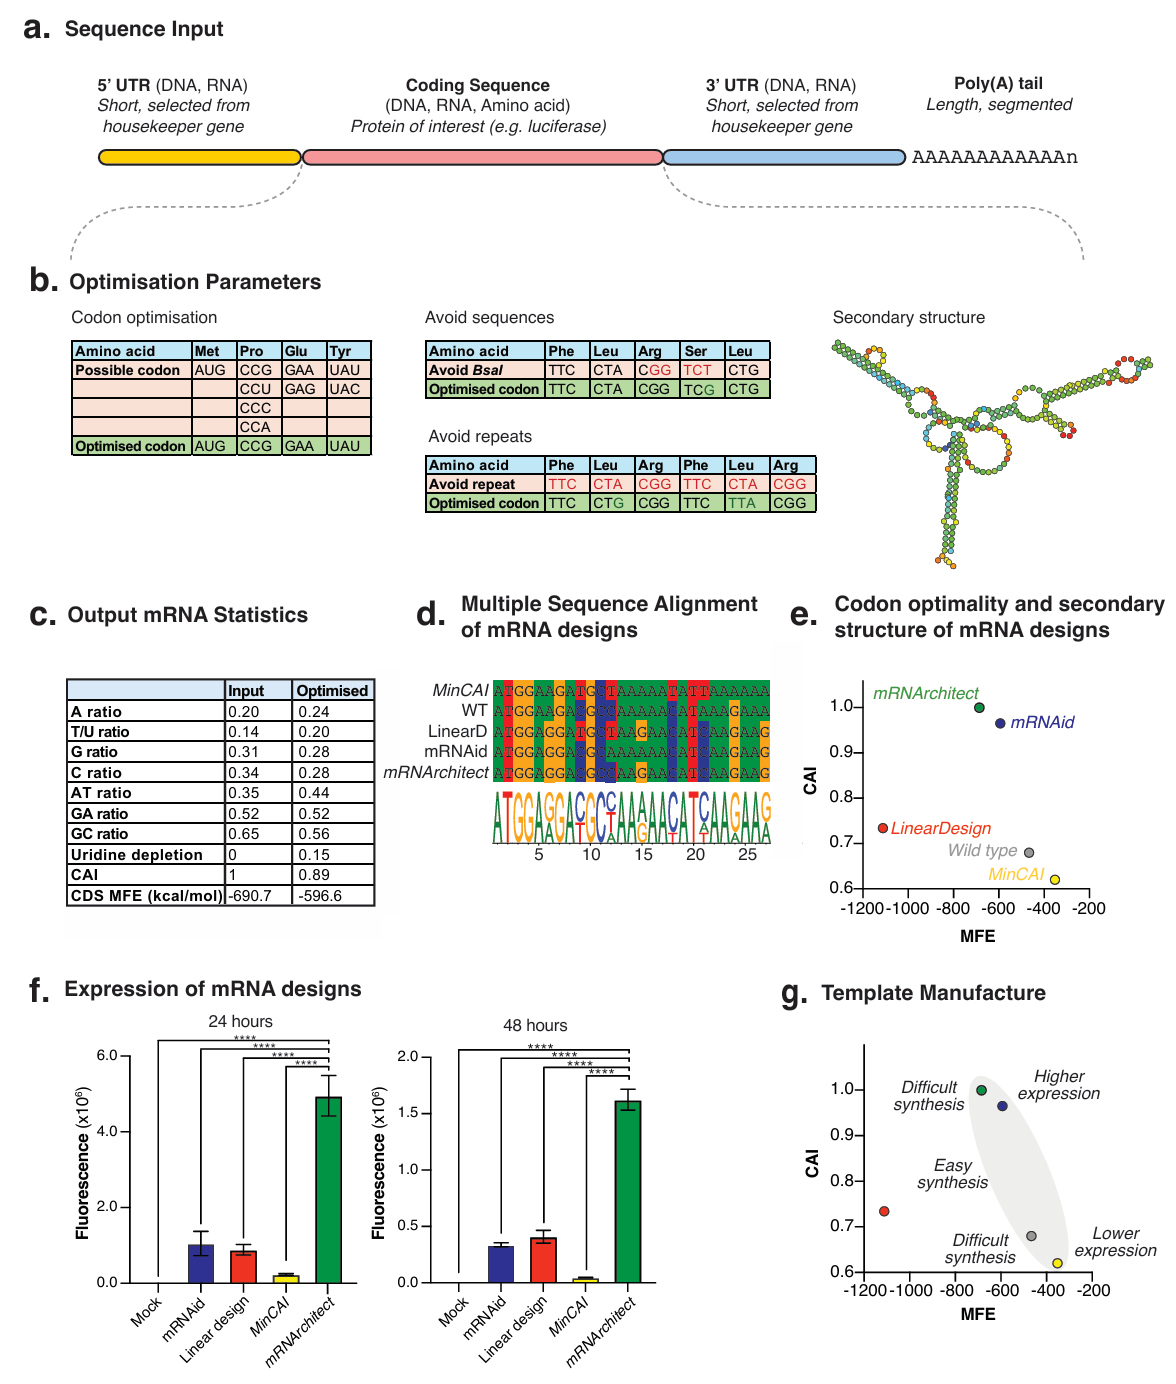 a. Sequence Input
5' UTR (DNA, RNA)
Short, selected from
housekeeper gene
Coding Sequence
(DNA, RNA, Amino acid)
Protein of interest (e.g. luciferase)
3' UTR (DNA, RNA)
Short, selected from
housekeeper gene
Poly(A) tail
Length, segmented
AAAAAAAAAAAAn
b. Optimisation Parameters
Codon optimisation
Amino acid Met Pro Glu Tyr
Possible codon AUG CCG GAA UAU
CCU GAG UAC
CCC
CCA
Optimised codon AUG CCG GAA UAU
Avoid sequences
Amino acid Phe Leu Arg Ser Leu
Avoid BsaI TTC CTA CGG TCT CTG
Optimised codon TTC CTA CGG TCG CTG
Avoid repeats
Amino acid Phe Leu Arg Phe Leu Arg
Avoid repeat TTC CTA CGG TTC CTA CGG
Optimised codon TTC CTG CGG TTC TTA CGG
Secondary structure
c. Output mRNA Statistics
Input Optimised
A ratio 0.20 0.24
T/U ratio 0.14 0.20
G ratio 0.31 0.28
C ratio 0.34 0.28
AT ratio 0.35 0.44
GA ratio 0.52 0.52
GC ratio 0.65 0.56
Uridine depletion 0 0.15
CAI 1 0.89
CDS MFE (kcal/mol) -690.7 -596.6
d. Multiple Sequence Alignment
of mRNA designs
MinCAI
WT
LinearD
mRNAid
mRNArchitect
5 10 15 20 25
e. Codon optimality and secondary
structure of mRNA designs
CAI
1.0
0.9
0.8
0.7
0.6
mRNArchitect
mRNAid
LinearDesign
Wild type
MinCAI
-1200 -1000 -800 -600 -400 -200
MFE
f. Expression of mRNA designs
24 hours
Fluorescence (x10⁶)
6.0
4.0
2.0
0.0
****
****
****
****
Mock
mRNAid
Linear design
MinCAI
mRNArchitect
48 hours
Fluorescence (x10⁶)
2.0
1.5
1.0
0.5
0.0
****
****
****
****
Mock
mRNAid
Linear design
MinCAI
mRNArchitect
g. Template Manufacture
CAI
1.0
0.9
0.8
0.7
0.6
Difficult
synthesis
Higher
expression
Easy
synthesis
Difficult
synthesis
Lower
expression
-1200 -1000 -800 -600 -400 -200
MFE